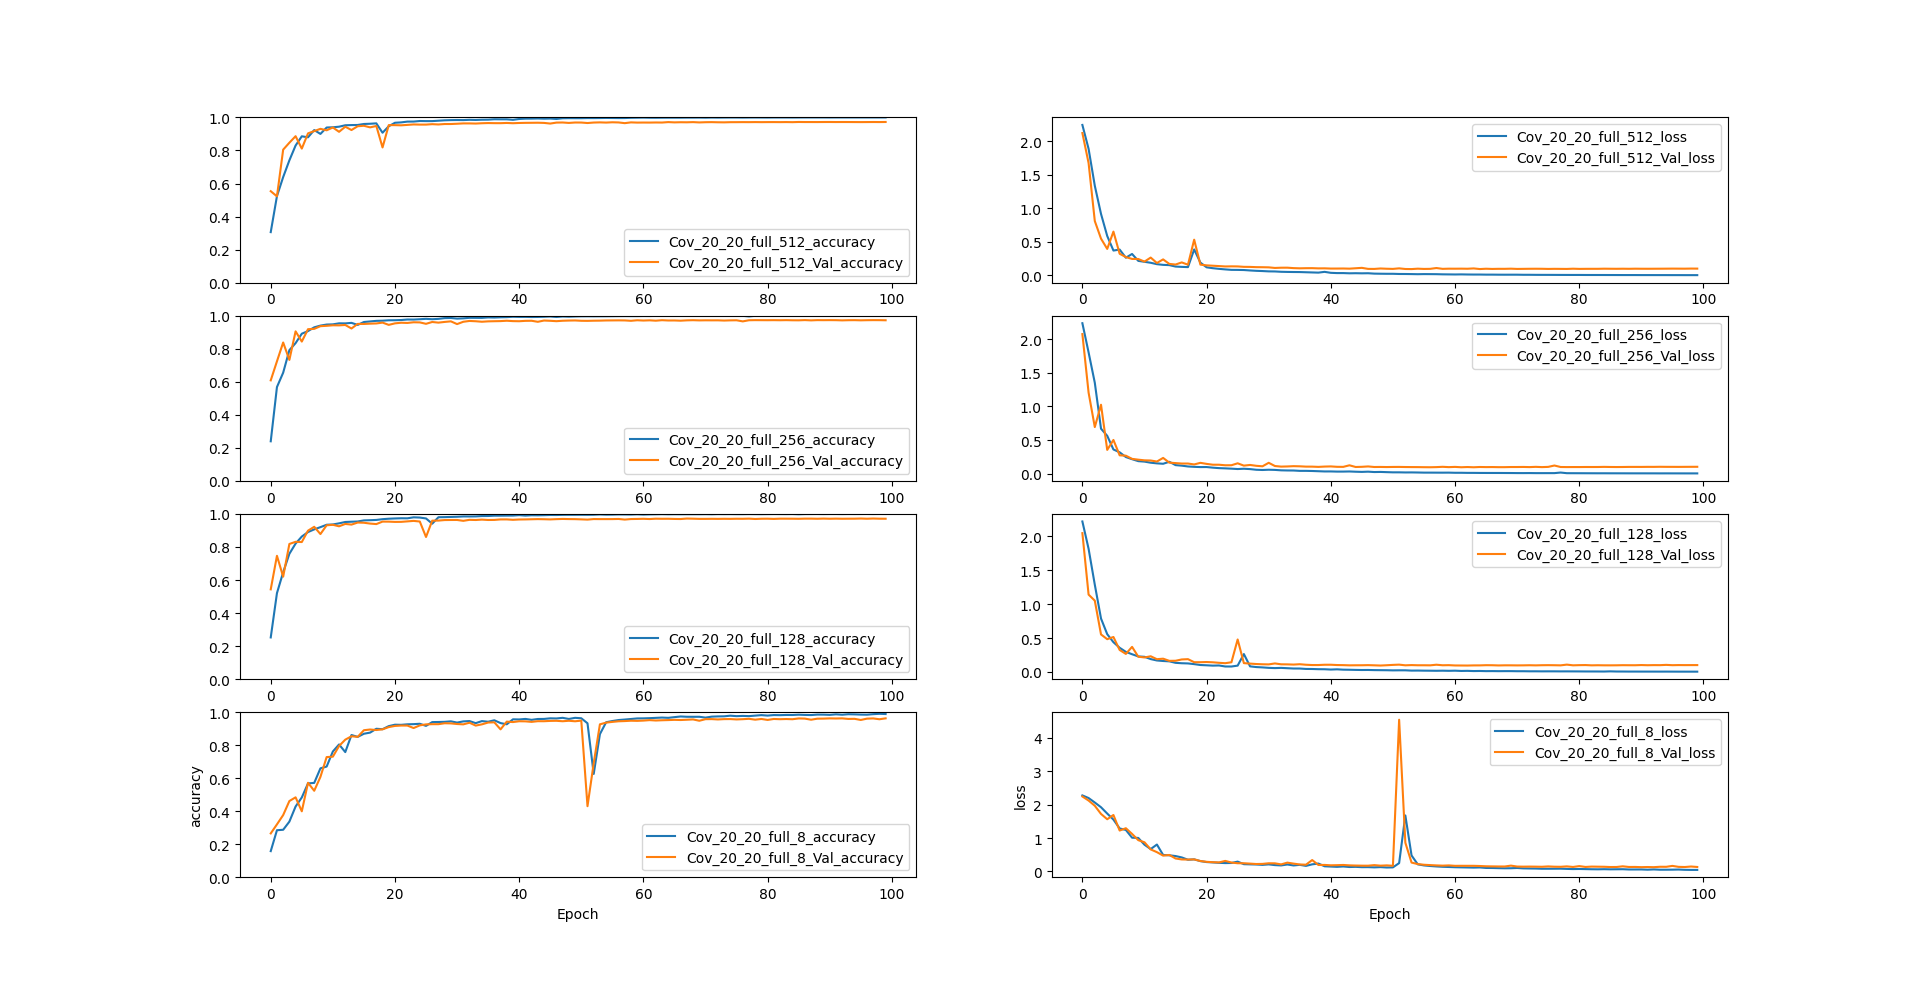 1.0
0.8
0.6
0.4
0.2
0.0
0 20 40 60 80 100
Cov_20_20_full_512_accuracy
Cov_20_20_full_512_Val_accuracy
2.0
1.5
1.0
0.5
0.0
0 20 40 60 80 100
Cov_20_20_full_512_loss
Cov_20_20_full_512_Val_loss
1.0
0.8
0.6
0.4
0.2
0.0
0 20 40 60 80 100
Cov_20_20_full_256_accuracy
Cov_20_20_full_256_Val_accuracy
2.0
1.5
1.0
0.5
0.0
0 20 40 60 80 100
Cov_20_20_full_256_loss
Cov_20_20_full_256_Val_loss
1.0
0.8
0.6
0.4
0.2
0.0
0 20 40 60 80 100
Cov_20_20_full_128_accuracy
Cov_20_20_full_128_Val_accuracy
2.0
1.5
1.0
0.5
0.0
0 20 40 60 80 100
Cov_20_20_full_128_loss
Cov_20_20_full_128_Val_loss
accuracy
1.0
0.8
0.6
0.4
0.2
0.0
0 20 40 60 80 100
Epoch
Cov_20_20_full_8_accuracy
Cov_20_20_full_8_Val_accuracy
loss
4
3
2
1
0
0 20 40 60 80 100
Epoch
Cov_20_20_full_8_loss
Cov_20_20_full_8_Val_loss